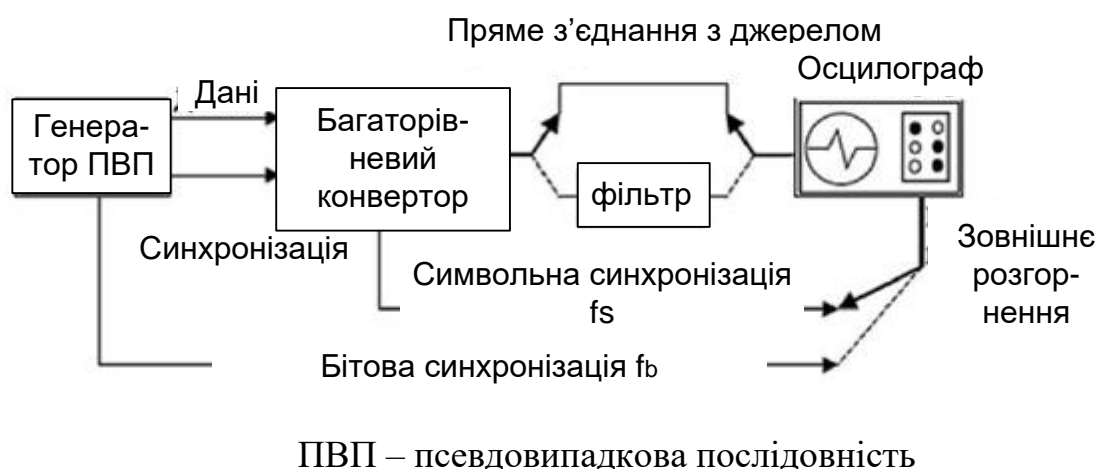 Пряме з’єднання з джерелом
Осцилограф
Дані
Генера-
тор ПВП
Багаторів-
невий
конвертор
фільтр
Синхронізація
Символьна синхронізація
fs
Зовнішнє
розгор-
нення
Бітова синхронізація fb
ПВП – псевдовипадкова послідовність